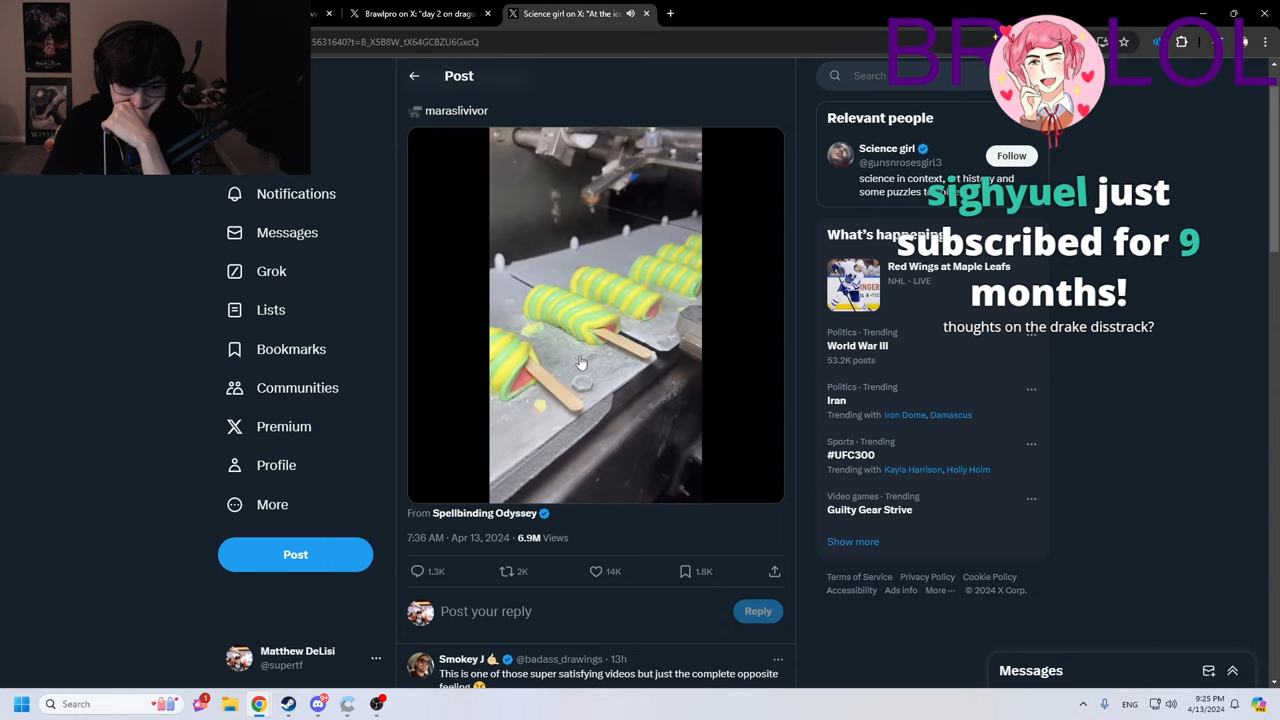 Brawlpro on X: "day 2 on drago
Science girl on X: "At the ice
5631640?t=B_X5B8W_tX64GCBZU6GxcQ
Post
Search
maraslivivor
Notifications
Messages
Grok
Lists
Bookmarks
Communities
Premium
Profile
More
Post
Matthew DeLisi
@supertf
From Spellbinding Odyssey
7:36 AM · Apr 13, 2024 · 6.9M Views
1.3K
2K
14K
1.8K
Post your reply
Reply
Smokey J
@badass_drawings · 13h
This is one of those super satisfying videos but just the complete opposite
Relevant people
Science girl
@gunsnrosesgirl3
Follow
science in context, art history and
sighyuel just
subscribed for 9
months!
thoughts on the drake disstrack?
Red Wings at Maple Leafs
NHL · LIVE
Politics · Trending
World War III
53.2K posts
Politics · Trending
Iran
Trending with Iron Dome, Damascus
Sports · Trending
#UFC300
Trending with Kayla Harrison, Holly Holm
Video games · Trending
Guilty Gear Strive
Show more
Terms of Service Privacy Policy Cookie Policy
Accessibility Ads info More ··· © 2024 X Corp.
Messages
Search
ENG
9:25 PM
4/13/2024